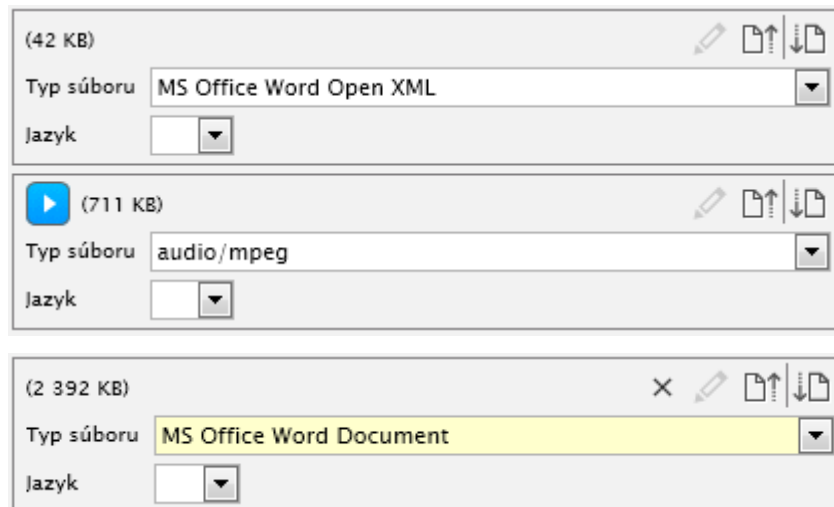 (42 KB)
Typ súboru MS Office Word Open XML
Jazyk
(711 KB)
Typ súboru audio/mpeg
Jazyk
(2 392 KB)
Typ súboru MS Office Word Document
Jazyk